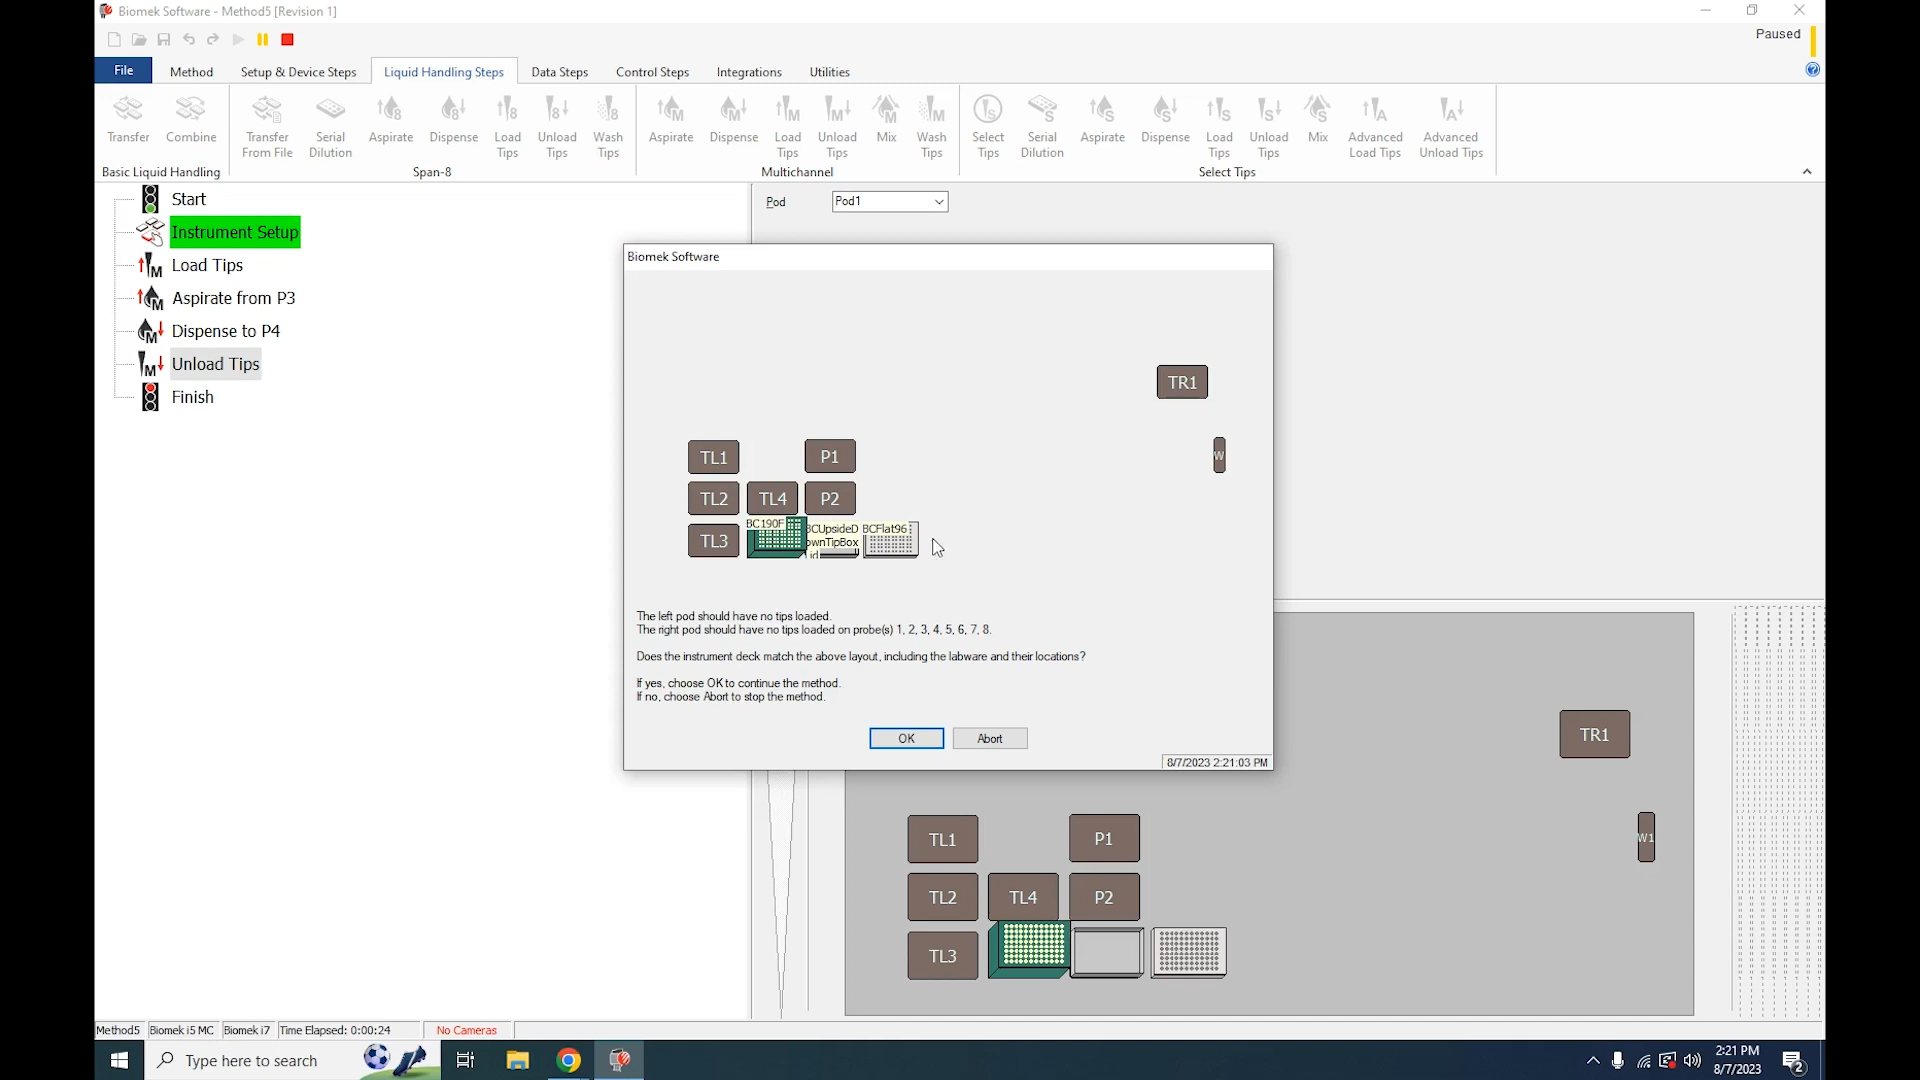 Biomek Software - Method5 [Revision 1]
Paused
File
Method
Setup & Device Steps
Liquid Handling Steps
Data Steps
Control Steps
Integrations
Utilities
Transfer
Combine
Transfer From File
Serial Dilution
Aspirate
Dispense
Load Tips
Unload Tips
Wash Tips
Aspirate
Dispense
Load Tips
Unload Tips
Mix
Wash Tips
Select Tips
Serial Dilution
Aspirate
Dispense
Load Tips
Unload Tips
Mix
Advanced Load Tips
Advanced Unload Tips
Basic Liquid Handling
Span-8
Multichannel
Select Tips
Start
Instrument Setup
Load Tips
Aspirate from P3
Dispense to P4
Unload Tips
Finish
Pod
Pod1
Biomek Software
TR1
TL1
P1
W
TL2
TL4
P2
TL3
BC190F
BCUpsideD
ownTipBox
Lid
BCFlat96
The left pod should have no tips loaded.
The right pod should have no tips loaded on probe(s) 1, 2, 3, 4, 5, 6, 7, 8.
Does the instrument deck match the above layout, including the labware and their locations?
If yes, choose OK to continue the method.
If no, choose Abort to stop the method.
OK
Abort
8/7/2023 2:21:03 PM
TR1
TL1
P1
W1
TL2
TL4
P2
TL3
Method5
Biomek i5 MC
Biomek i7
Time Elapsed: 0:00:24
No Cameras
Type here to search
2:21 PM
8/7/2023
2